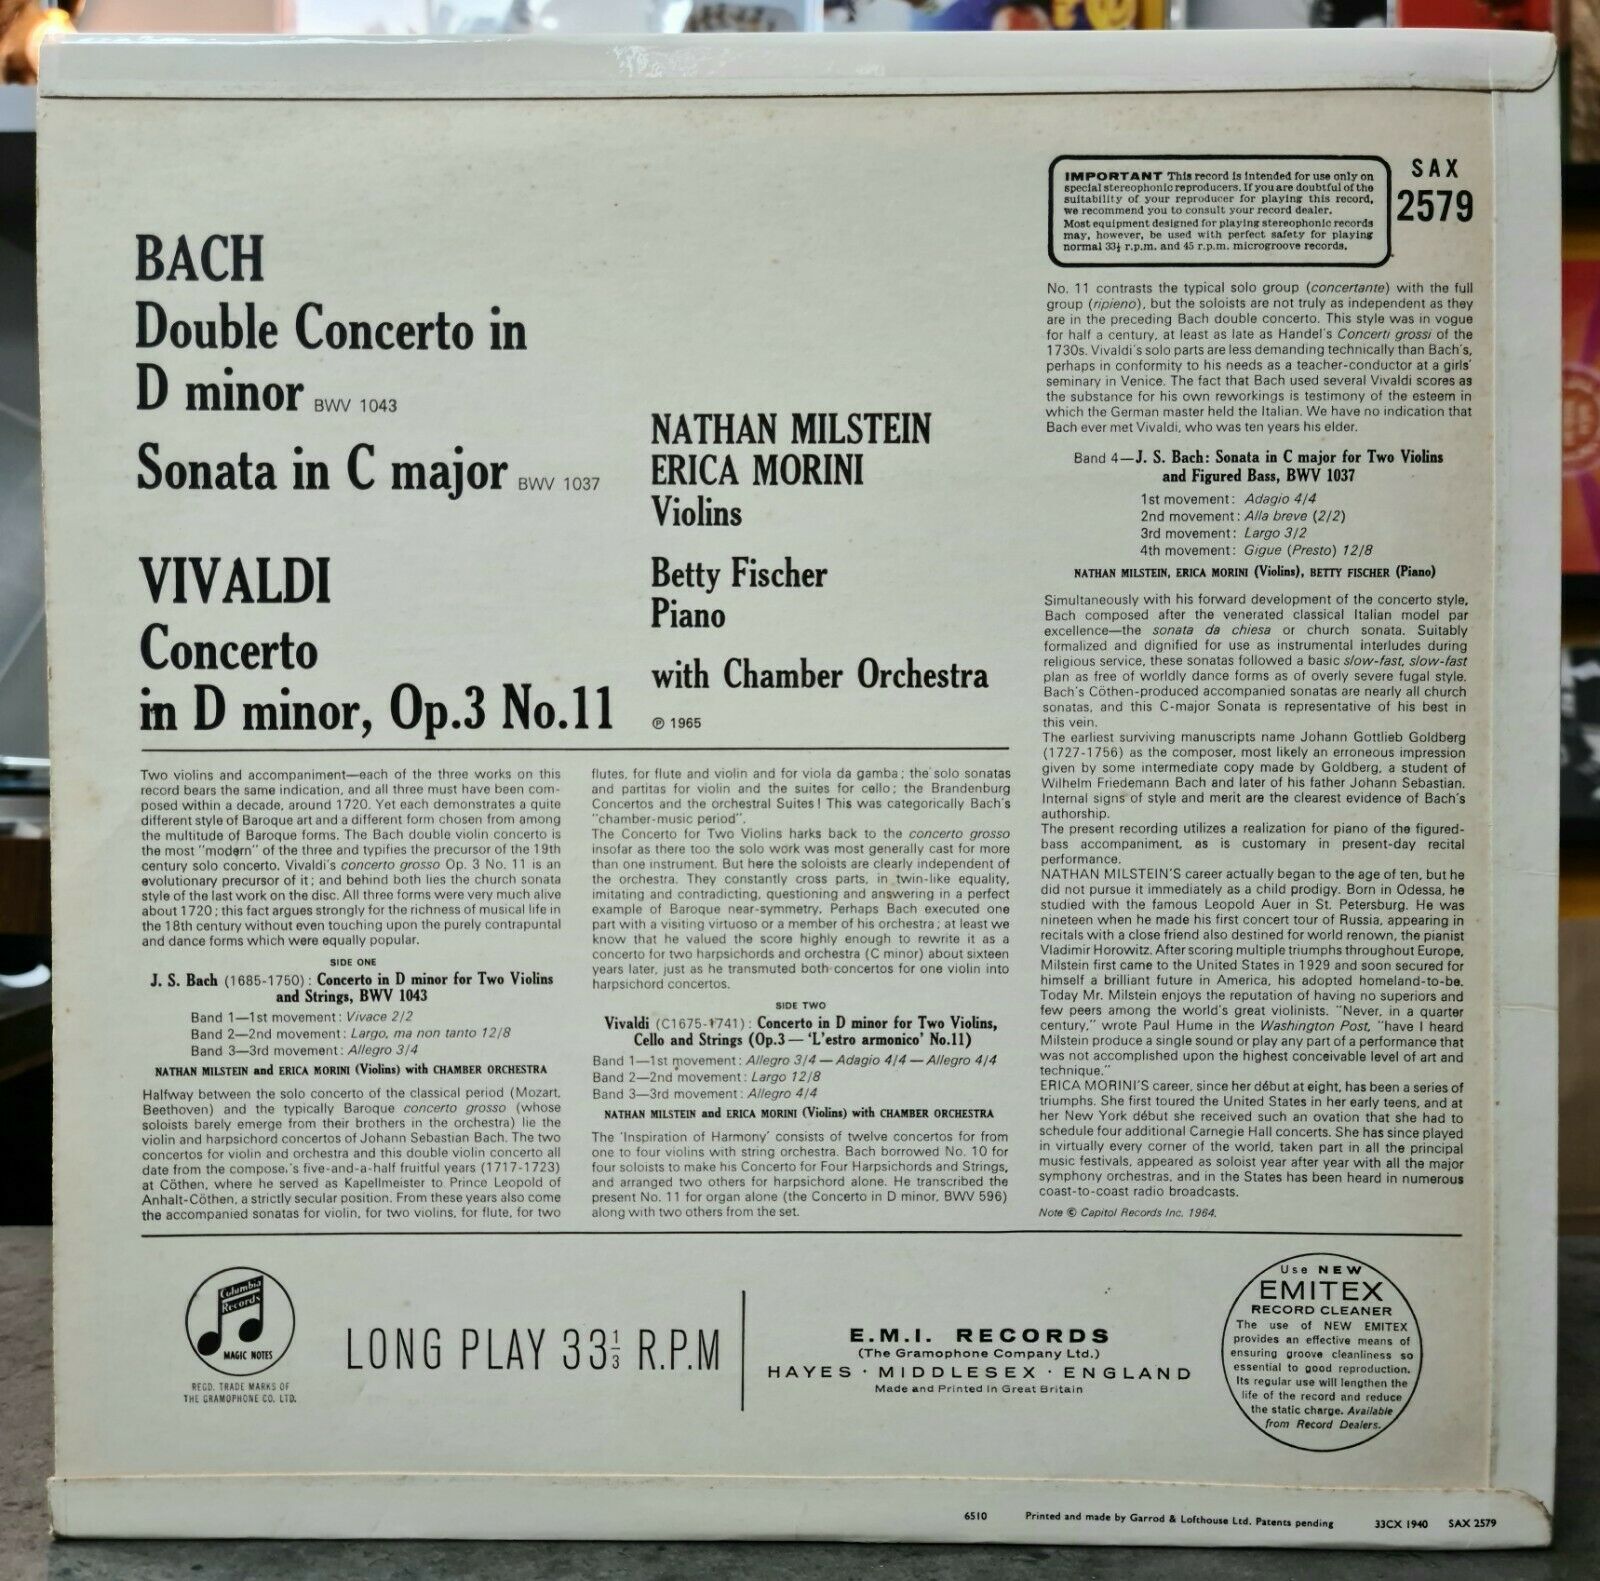 IMPORTANT This record is intended for use only on
special stereophonic reproducers. If you are doubtful of the
suitability of your reproducer for playing this record,
we recommend you to consult your record dealer.
Most equipment designed for playing stereophonic records
may, however, be used with perfect safety for playing
normal 33⅓ r.p.m. and 45 r.p.m. microgroove records.
SAX
2579
BACH
Double Concerto in
D minor BWV 1043
Sonata in C major BWV 1037
VIVALDI
Concerto
in D minor, Op.3 No.11
NATHAN MILSTEIN
ERICA MORINI
Violins
Betty Fischer
Piano
with Chamber Orchestra
℗ 1965
Two violins and accompaniment—each of the three works on this
record bears the same indication, and all three must have been com-
posed within a decade, around 1720. Yet each demonstrates a quite
different style of Baroque art and a different form chosen from among
the multitude of Baroque forms. The Bach double violin concerto is
the most "modern" of the three and typifies the precursor of the 19th
century solo concerto. Vivaldi's concerto grosso Op. 3 No. 11 is an
evolutionary precursor of it; and behind both lies the church sonata
style of the last work on the disc. All three forms were very much alive
about 1720; this fact argues strongly for the richness of musical life in
the 18th century without even touching upon the purely contrapuntal
and dance forms which were equally popular.
SIDE ONE
J. S. Bach (1685-1750): Concerto in D minor for Two Violins
and Strings, BWV 1043
Band 1—1st movement: Vivace 2/2
Band 2—2nd movement: Largo, ma non tanto 12/8
Band 3—3rd movement: Allegro 3/4
NATHAN MILSTEIN and ERICA MORINI (Violins) with CHAMBER ORCHESTRA
Halfway between the solo concerto of the classical period (Mozart,
Beethoven) and the typically Baroque concerto grosso (whose
soloists barely emerge from their brothers in the orchestra) lie the
violin and harpsichord concertos of Johann Sebastian Bach. The two
concertos for violin and orchestra and this double violin concerto all
date from the compose.'s five-and-a-half fruitful years (1717-1723)
at Cöthen, where he served as Kapellmeister to Prince Leopold of
Anhalt-Cöthen, a strictly secular position. From these years also come
the accompanied sonatas for violin, for two violins, for flute, for two
flutes, for flute and violin and for viola da gamba; the solo sonatas
and partitas for violin and the suites for cello; the Brandenburg
Concertos and the orchestral Suites! This was categorically Bach's
"chamber-music period".
The Concerto for Two Violins harks back to the concerto grosso
insofar as there too the solo work was most generally cast for more
than one instrument. But here the soloists are clearly independent of
the orchestra. They constantly cross parts, in twin-like equality,
imitating and contradicting, questioning and answering in a perfect
example of Baroque near-symmetry. Perhaps Bach executed one
part with a visiting virtuoso or a member of his orchestra; at least we
know that he valued the score highly enough to rewrite it as a
concerto for two harpsichords and orchestra (C minor) about sixteen
years later, just as he transmuted both concertos for one violin into
harpsichord concertos.
SIDE TWO
Vivaldi (C1675-1741): Concerto in D minor for Two Violins,
Cello and Strings (Op.3 — 'L'estro armonico' No.11)
Band 1—1st movement: Allegro 3/4 — Adagio 4/4 — Allegro 4/4
Band 2—2nd movement: Largo 12/8
Band 3—3rd movement: Allegro 4/4
NATHAN MILSTEIN and ERICA MORINI (Violins) with CHAMBER ORCHESTRA
The 'Inspiration of Harmony' consists of twelve concertos for from
one to four violins with string orchestra. Bach borrowed No. 10 for
four soloists to make his Concerto for Four Harpsichords and Strings,
and arranged two others for harpsichord alone. He transcribed the
present No. 11 for organ alone (the Concerto in D minor, BWV 596)
along with two others from the set.
No. 11 contrasts the typical solo group (concertante) with the full
group (ripieno), but the soloists are not truly as independent as they
are in the preceding Bach double concerto. This style was in vogue
for half a century, at least as late as Handel's Concerti grossi of the
1730s. Vivaldi's solo parts are less demanding technically than Bach's,
perhaps in conformity to his needs as a teacher-conductor at a girls'
seminary in Venice. The fact that Bach used several Vivaldi scores as
the substance for his own reworkings is testimony of the esteem in
which the German master held the Italian. We have no indication that
Bach ever met Vivaldi, who was ten years his elder.
Band 4—J. S. Bach: Sonata in C major for Two Violins
and Figured Bass, BWV 1037
1st movement: Adagio 4/4
2nd movement: Alla breve (2/2)
3rd movement: Largo 3/2
4th movement: Gigue (Presto) 12/8
NATHAN MILSTEIN, ERICA MORINI (Violins), BETTY FISCHER (Piano)
Simultaneously with his forward development of the concerto style,
Bach composed after the venerated classical Italian model par
excellence—the sonata da chiesa or church sonata. Suitably
formalized and dignified for use as instrumental interludes during
religious service, these sonatas followed a basic slow-fast, slow-fast
plan as free of worldly dance forms as of overly severe fugal style.
Bach's Cöthen-produced accompanied sonatas are nearly all church
sonatas, and this C-major Sonata is representative of his best in
this vein.
The earliest surviving manuscripts name Johann Gottlieb Goldberg
(1727-1756) as the composer, most likely an erroneous impression
given by some intermediate copy made by Goldberg, a student of
Wilhelm Friedemann Bach and later of his father Johann Sebastian.
Internal signs of style and merit are the clearest evidence of Bach's
authorship.
The present recording utilizes a realization for piano of the figured-
bass accompaniment, as is customary in present-day recital
performance.
NATHAN MILSTEIN'S career actually began to the age of ten, but he
did not pursue it immediately as a child prodigy. Born in Odessa, he
studied with the famous Leopold Auer in St. Petersburg. He was
nineteen when he made his first concert tour of Russia, appearing in
recitals with a close friend also destined for world renown, the pianist
Vladimir Horowitz. After scoring multiple triumphs throughout Europe,
Milstein first came to the United States in 1929 and soon secured for
himself a brilliant future in America, his adopted homeland-to-be.
Today Mr. Milstein enjoys the reputation of having no superiors and
few peers among the world's great violinists. "Never, in a quarter
century," wrote Paul Hume in the Washington Post, "have I heard
Milstein produce a single sound or play any part of a performance that
was not accomplished upon the highest conceivable level of art and
technique."
ERICA MORINI'S career, since her début at eight, has been a series of
triumphs. She first toured the United States in her early teens, and at
her New York début she received such an ovation that she had to
schedule four additional Carnegie Hall concerts. She has since played
in virtually every corner of the world, taken part in all the principal
music festivals, appeared as soloist year after year with all the major
symphony orchestras, and in the States has been heard in numerous
coast-to-coast radio broadcasts.
Note © Capitol Records Inc. 1964.
Columbia
Records
MAGIC NOTES
REGD. TRADE MARKS OF
THE GRAMOPHONE CO. LTD.
LONG PLAY 33⅓ R.P.M
E.M.I. RECORDS
(The Gramophone Company Ltd.)
HAYES · MIDDLESEX · ENGLAND
Made and Printed in Great Britain
Use NEW
EMITEX
RECORD CLEANER
The use of NEW EMITEX
provides an effective means of
ensuring groove cleanliness so
essential to good reproduction.
Its regular use will lengthen the
life of the record and reduce
the static charge. Available
from Record Dealers.
6510 Printed and made by Garrod & Lofthouse Ltd. Patents pending 33CX 1940 SAX 2579